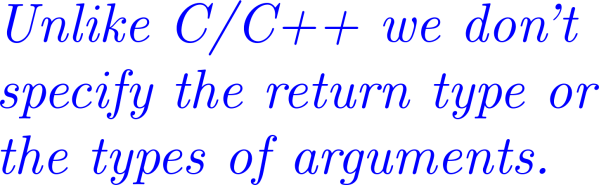 Unlike C/C++ we don't
specify the return type or
the types of arguments.